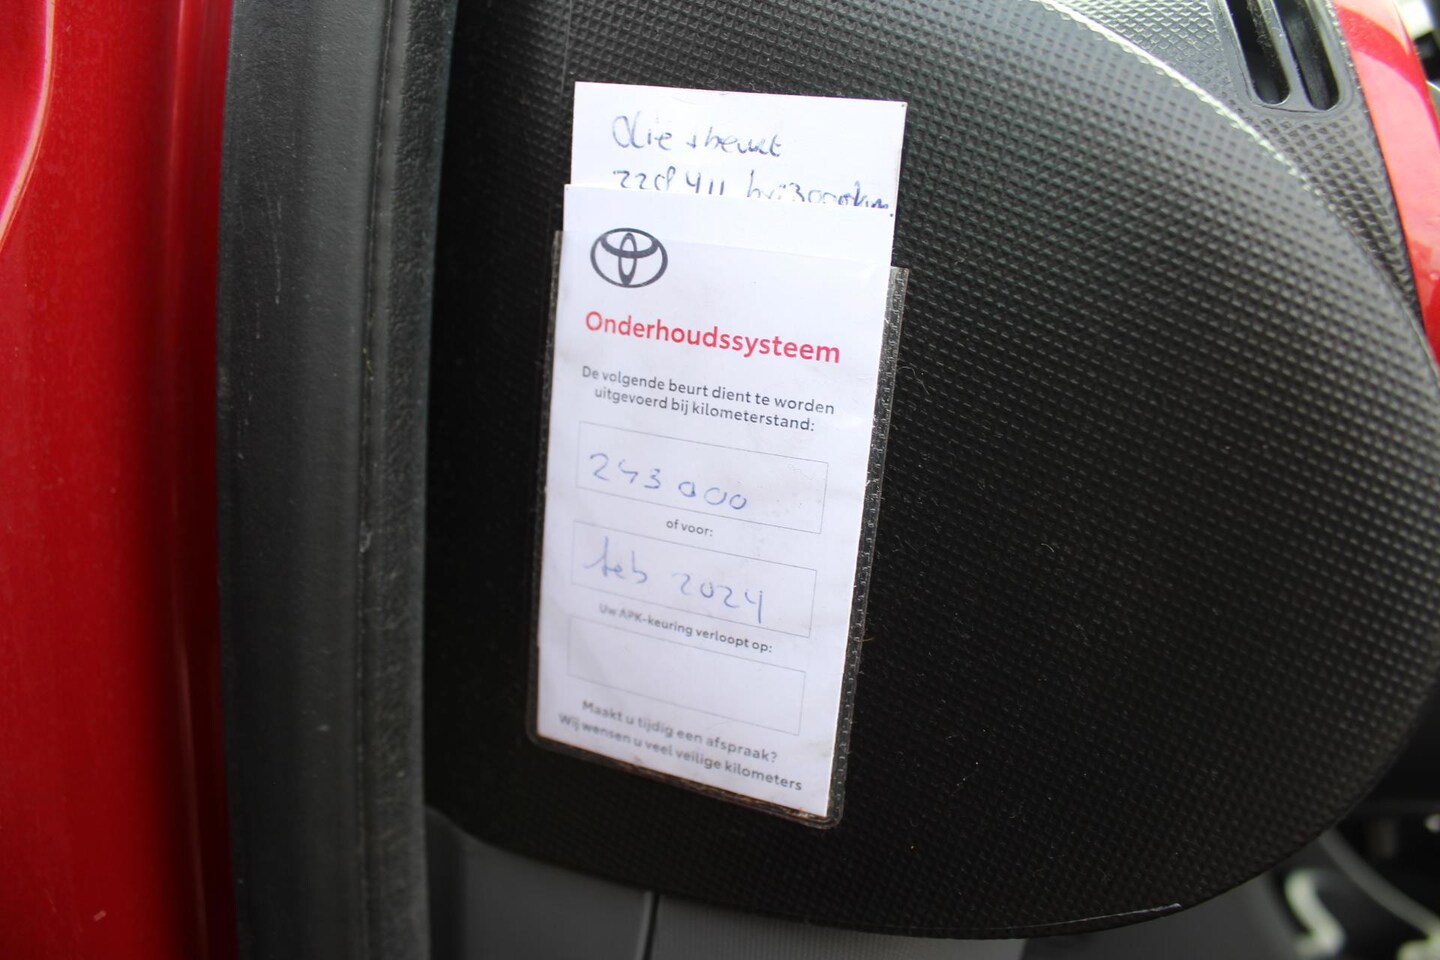 Olie
Onderhoudssysteem
De volgende beurt dient te worden
uitgevoerd bij kilometerstand:
243 000
of voor:
feb 2024
Uw APK-keuring verloopt op:
Maakt u tijdig een afspraak?
Wij wensen u veel veilige kilometers